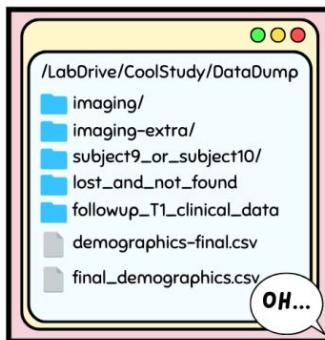 /LabDrive/CoolStudy/DataDump
imaging/
imaging-extra/
subject9_or_subject10/
lost_and_not_found
followup_T1_clinical_data
demographics-final.csv
final_demographics.csv
OH...